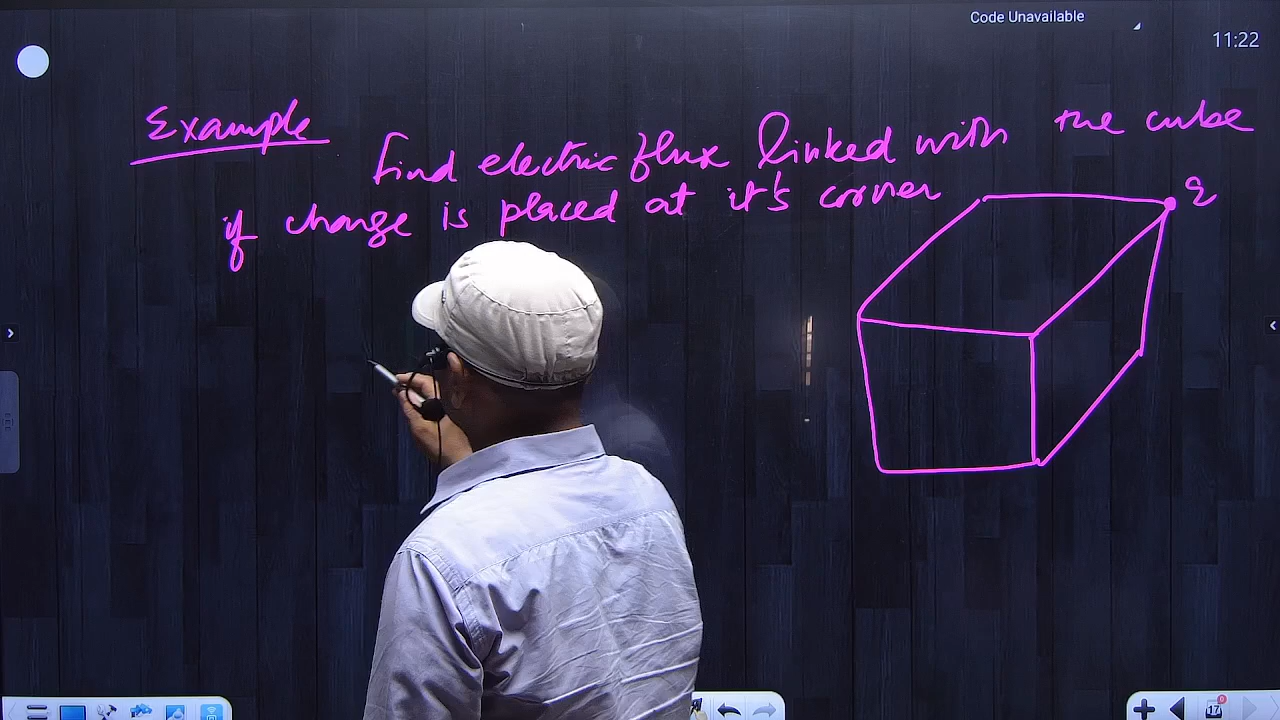 Code Unavailable
11:22
Example
Find electric flux linked with the cube
if charge is placed at it's corner
q
17